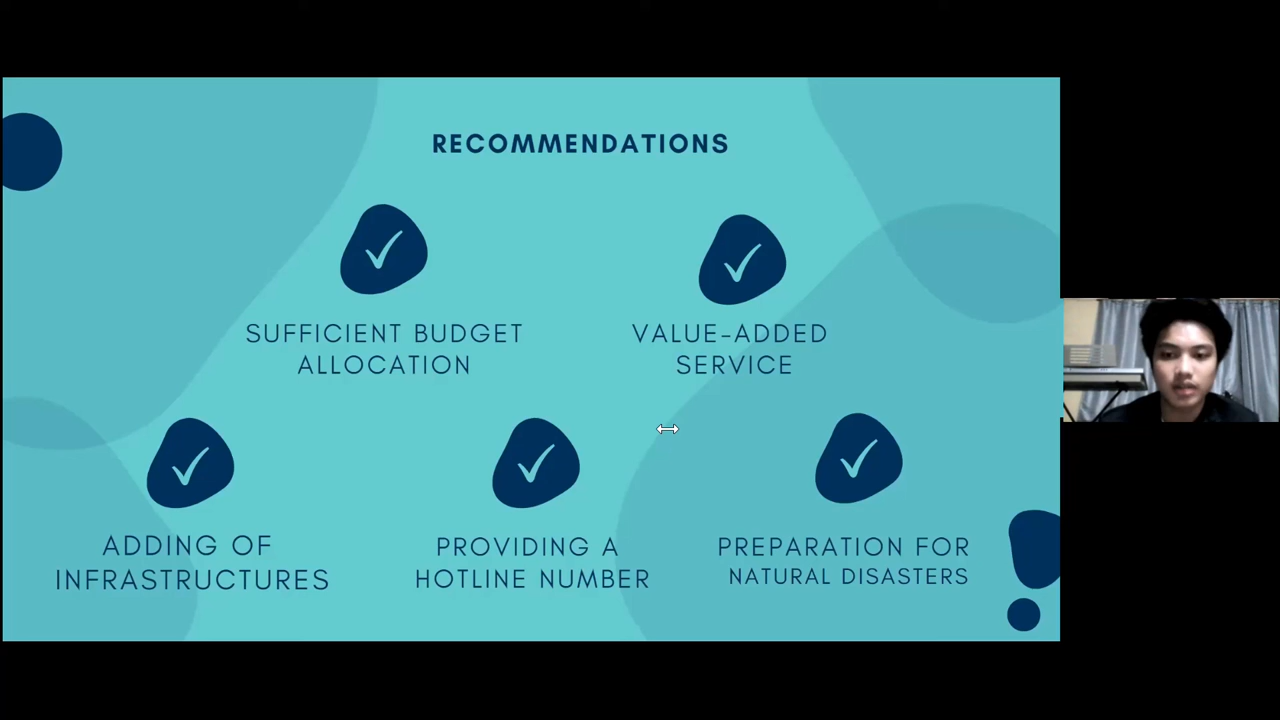 RECOMMENDATIONS
SUFFICIENT BUDGET
ALLOCATION
VALUE-ADDED
SERVICE
ADDING OF
INFRASTRUCTURES
PROVIDING A
HOTLINE NUMBER
PREPARATION FOR
NATURAL DISASTERS